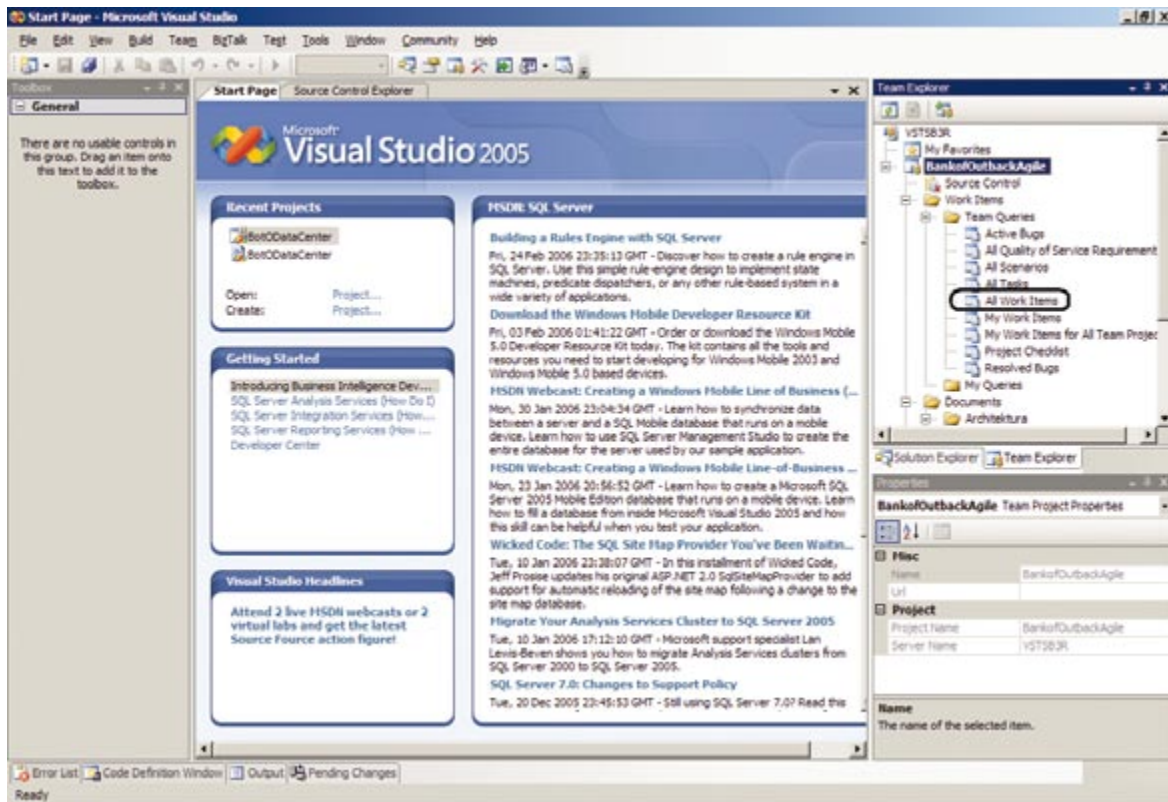 Start Page - Microsoft Visual Studio
File Edit View Build Team BizTalk Test Tools Window Community Help
Toolbox
General
There are no usable controls in
this group. Drag an item onto
this text to add it to the
toolbox.
Start Page Source Control Explorer
Microsoft
Visual Studio 2005
Recent Projects
BotODataCenter
BotODataCenter
Open: Project...
Create: Project...
Getting Started
Introducing Business Intelligence Dev...
SQL Server Analysis Services (How Do I)
SQL Server Integration Services (How...
SQL Server Reporting Services (How ...
Developer Center
Visual Studio Headlines
Attend 2 live MSDN webcasts or 2
virtual labs and get the latest
Source Fource action figure!
MSDN: SQL Server
Building a Rules Engine with SQL Server
Fri, 24 Feb 2006 23:35:13 GMT - Discover how to create a rule engine in
SQL Server. Use this simple rule-engine design to implement state
machines, predicate dispatchers, or any other rule-based system in a
wide variety of applications.
Download the Windows Mobile Developer Resource Kit
Fri, 03 Feb 2006 01:41:22 GMT - Order or download the Windows Mobile
5.0 Developer Resource Kit today. The kit contains all the tools and
resources you need to start developing for Windows Mobile 2003 and
Windows Mobile 5.0 based devices.
MSDN Webcast: Creating a Windows Mobile Line of Business (...
Mon, 30 Jan 2006 23:04:34 GMT - Learn how to synchronize data
between a server and a SQL Mobile database that runs on a mobile
device. Learn how to use SQL Server Management Studio to create the
entire database for the server used by our sample application.
MSDN Webcast: Creating a Windows Mobile Line-of-Business ...
Mon, 23 Jan 2006 20:56:52 GMT - Learn how to create a Microsoft SQL
Server 2005 Mobile Edition database that runs on a mobile device. Learn
how to fill a database from inside Microsoft Visual Studio 2005 and how
this skill can be helpful when you test your application.
Wicked Code: The SQL Site Map Provider You've Been Waitin...
Tue, 10 Jan 2006 23:38:07 GMT - In this installment of Wicked Code,
Jeff Prosise updates his original ASP.NET 2.0 SqlSiteMapProvider to add
support for automatic reloading of the site map following a change to the
site map database.
Migrate Your Analysis Services Cluster to SQL Server 2005
Tue, 10 Jan 2006 17:12:10 GMT - Microsoft support specialist Lan
Lewis-Beven shows you how to migrate Analysis Services clusters from
SQL Server 2000 to SQL Server 2005.
SQL Server 7.0: Changes to Support Policy
Tue, 20 Dec 2005 23:45:53 GMT - Still using SQL Server 7.0? Read this
Team Explorer
VSTSB3R
My Favorites
BankofOutbackAgile
Source Control
Work Items
Team Queries
Active Bugs
All Quality of Service Requirement
All Scenarios
All Tasks
All Work Items
My Work Items
My Work Items for All Team Projec
Project Checklist
Resolved Bugs
My Queries
Documents
Architektura
Solution Explorer Team Explorer
Properties
BankofOutbackAgile Team Project Properties
Misc
Name BankofOutbackAgile
Url
Project
Project Name BankofOutbackAgile
Server Name VSTSB3R
Name
The name of the selected item.
Error List Code Definition Window Output Pending Changes
Ready